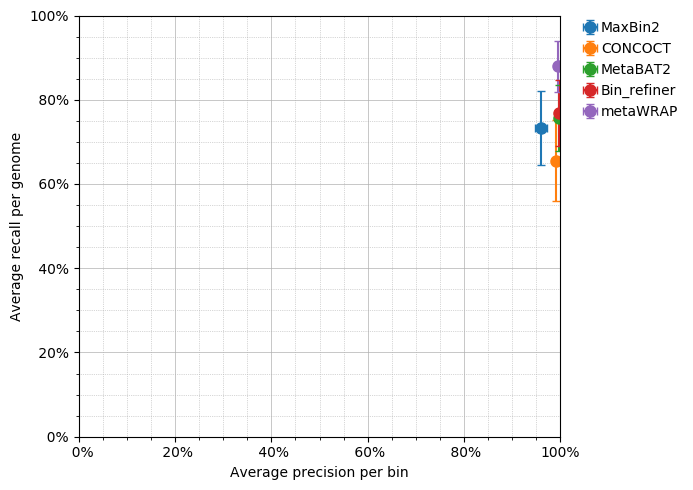 100%
80%
60%
40%
20%
0%
0%
20%
40%
60%
80%
100%
Average recall per genome
Average precision per bin
MaxBin2
CONCOCT
MetaBAT2
Bin_refiner
metaWRAP